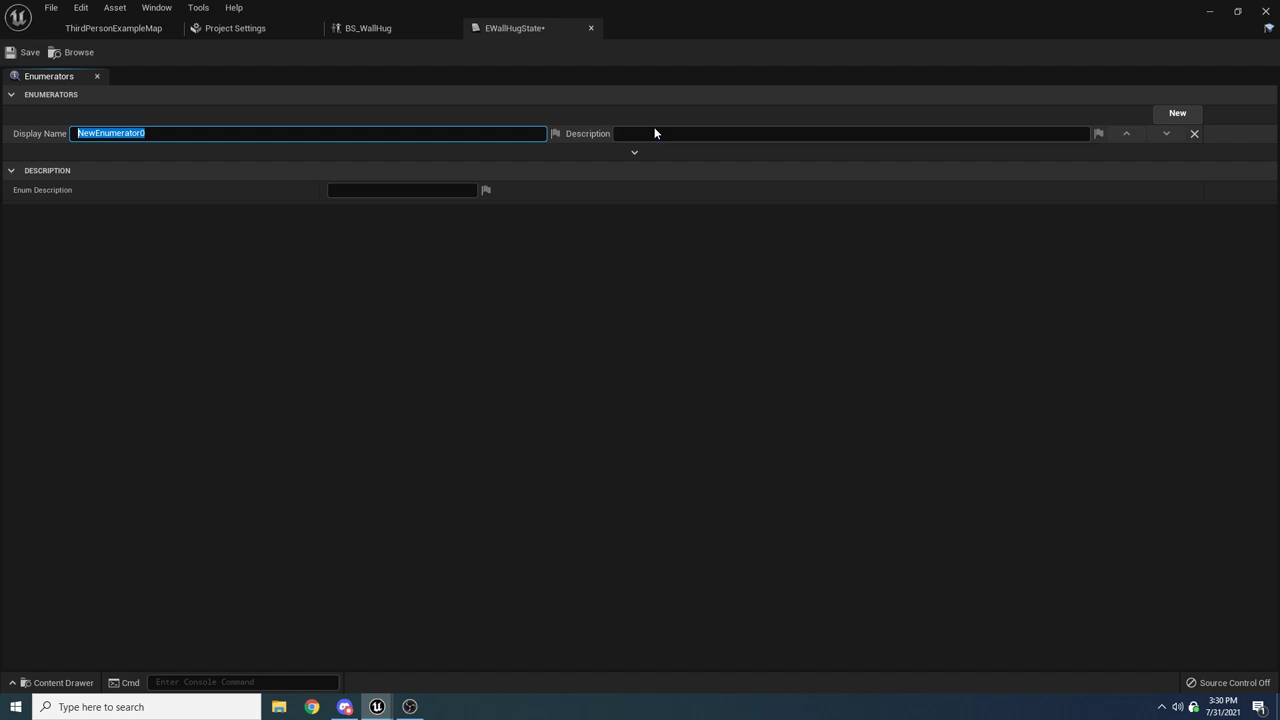 File Edit Asset Window Tools Help
ThirdPersonExampleMap Project Settings BS_WallHug EWallHugState*
Save Browse
Enumerators
ENUMERATORS
New
Display Name NewEnumerator0 Description
DESCRIPTION
Enum Description
Content Drawer Cmd Enter Console Command Source Control Off
Type here to search
3:30 PM
7/31/2021